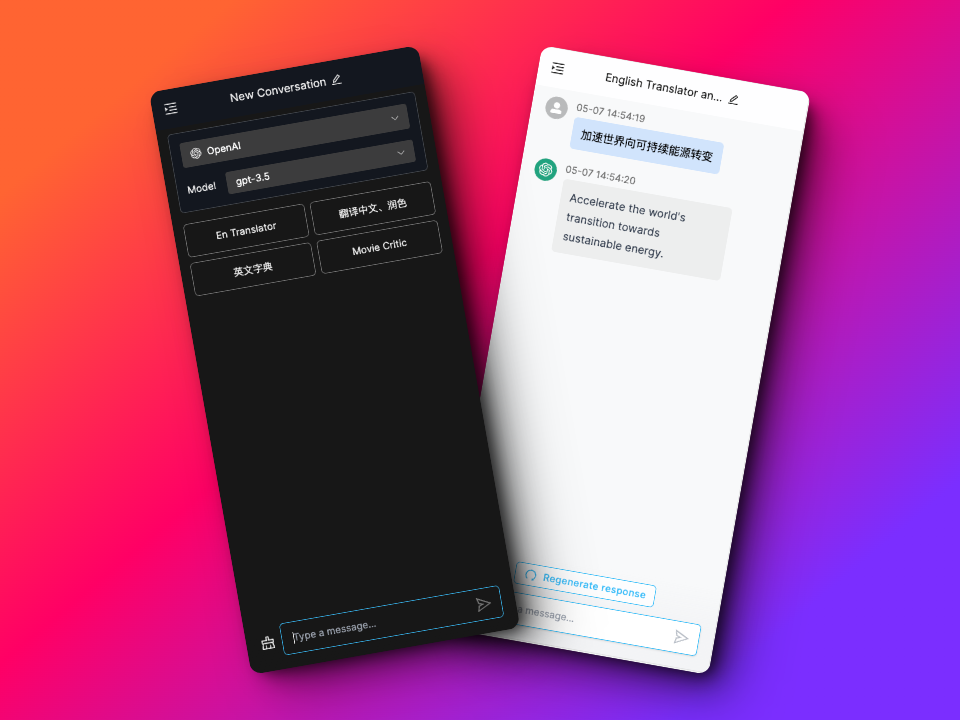 New Conversation
OpenAI
Model
gpt-3.5
En Translator
翻译中文、润色
英文字典
Movie Critic
Type a message...
English Translator an...
05-07 14:54:19
加速世界向可持续能源转变
05-07 14:54:20
Accelerate the world's
transition towards
sustainable energy.
Regenerate response
a message...